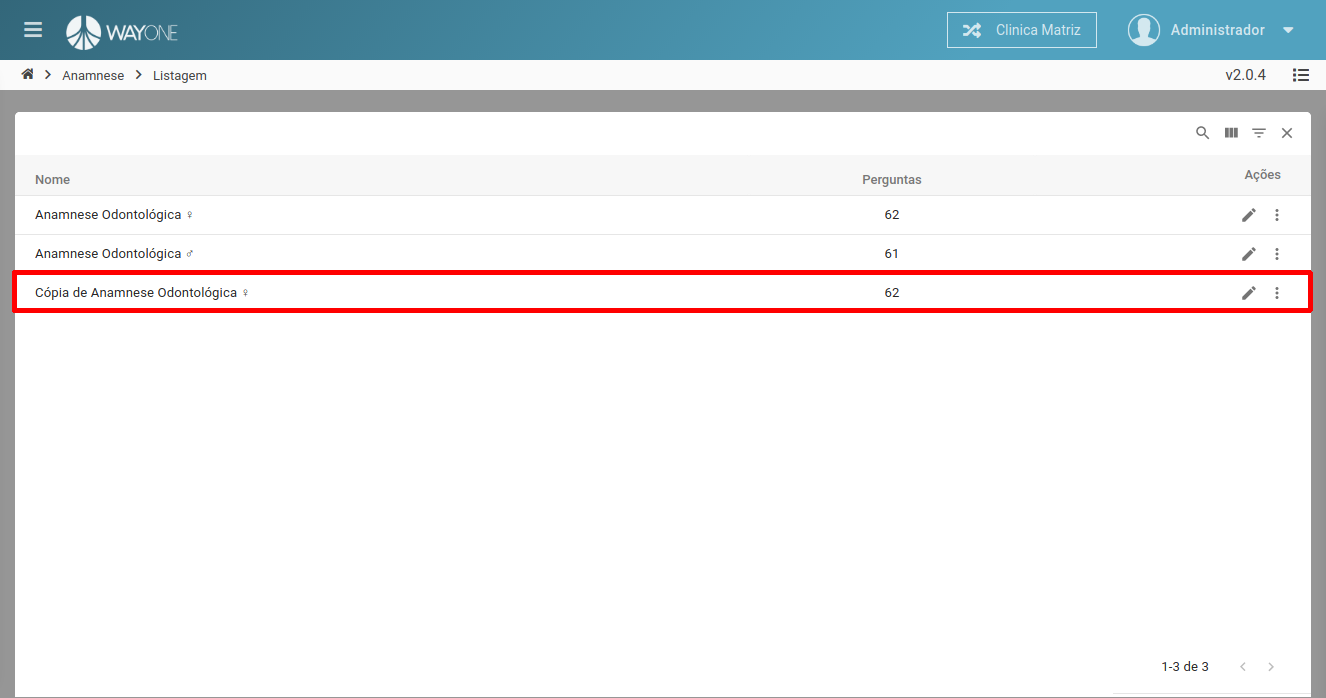 WAYONE
Clinica Matriz
Administrador
Anamnese
Listagem
v2.0.4
Nome
Perguntas
Ações
Anamnese Odontológica ♀
62
Anamnese Odontológica ♂
61
Cópia de Anamnese Odontológica ♀
62
1-3 de 3